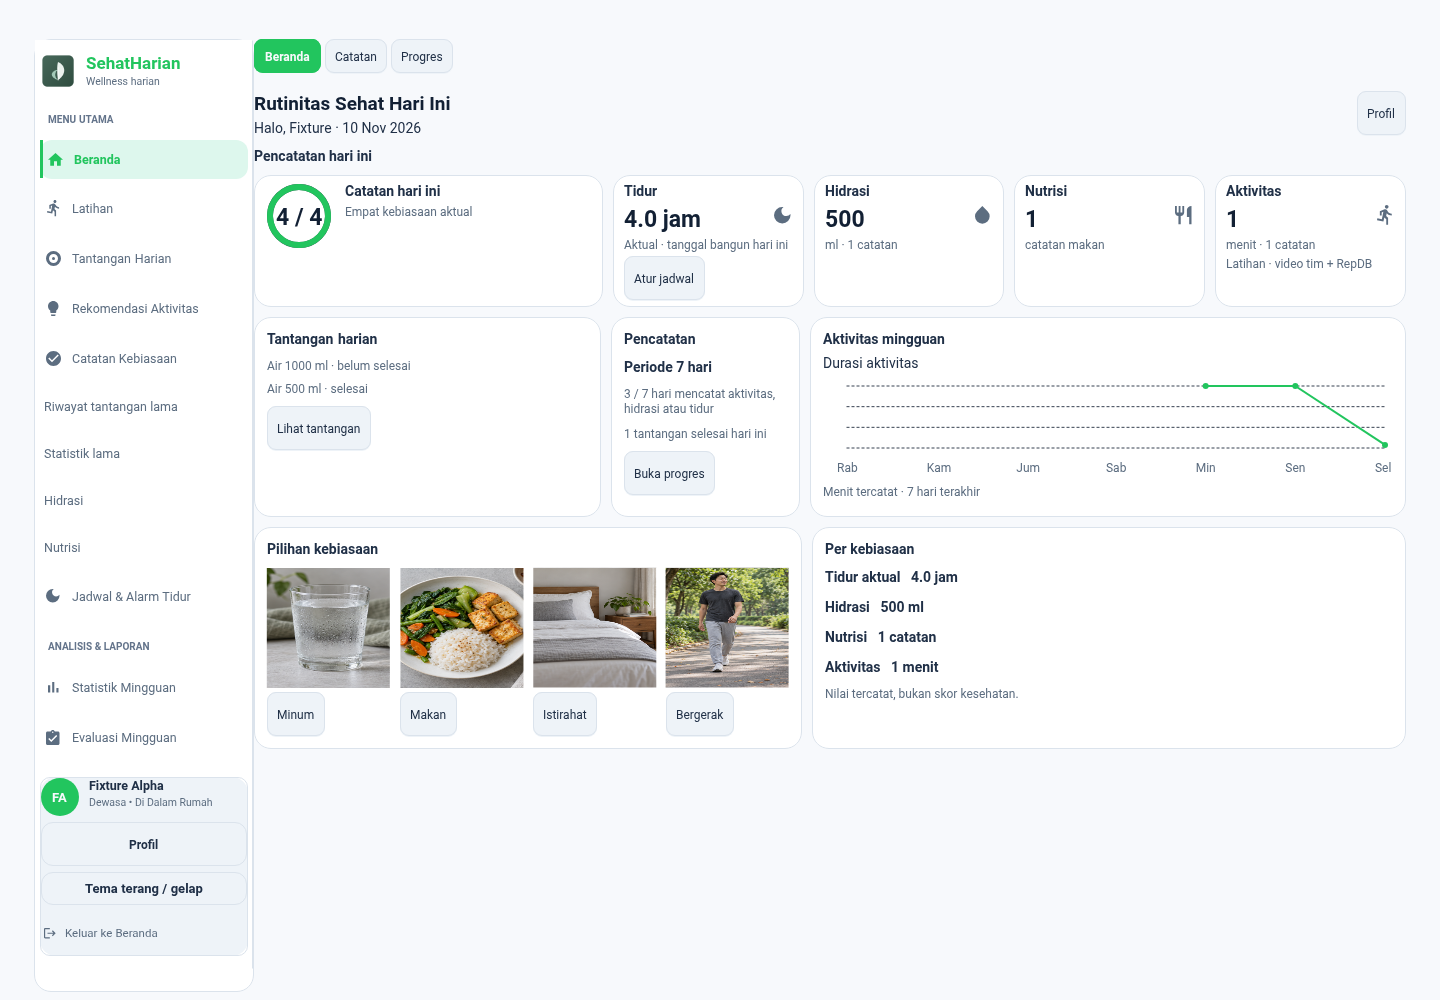 SehatHarian
Wellness harian
MENU UTAMA
Beranda
Latihan
Tantangan Harian
Rekomendasi Aktivitas
Catatan Kebiasaan
Riwayat tantangan lama
Statistik lama
Hidrasi
Nutrisi
Jadwal & Alarm Tidur
ANALISIS & LAPORAN
Statistik Mingguan
Evaluasi Mingguan
FA
Fixture Alpha
Dewasa • Di Dalam Rumah
Profil
Tema terang / gelap
Keluar ke Beranda
Beranda
Catatan
Progres
Rutinitas Sehat Hari Ini
Halo, Fixture · 10 Nov 2026
Profil
Pencatatan hari ini
4 / 4
Catatan hari ini
Empat kebiasaan aktual
Tidur
4.0 jam
Aktual · tanggal bangun hari ini
Atur jadwal
Hidrasi
500
ml · 1 catatan
Nutrisi
1
catatan makan
Aktivitas
1
menit · 1 catatan
Latihan · video tim + RepDB
Tantangan harian
Air 1000 ml · belum selesai
Air 500 ml · selesai
Lihat tantangan
Pencatatan
Periode 7 hari
3 / 7 hari mencatat aktivitas,
hidrasi atau tidur
1 tantangan selesai hari ini
Buka progres
Aktivitas mingguan
Durasi aktivitas
Rab Kam Jum Sab Min Sen Sel
Menit tercatat · 7 hari terakhir
Pilihan kebiasaan
Minum
Makan
Istirahat
Bergerak
Per kebiasaan
Tidur aktual 4.0 jam
Hidrasi 500 ml
Nutrisi 1 catatan
Aktivitas 1 menit
Nilai tercatat, bukan skor kesehatan.